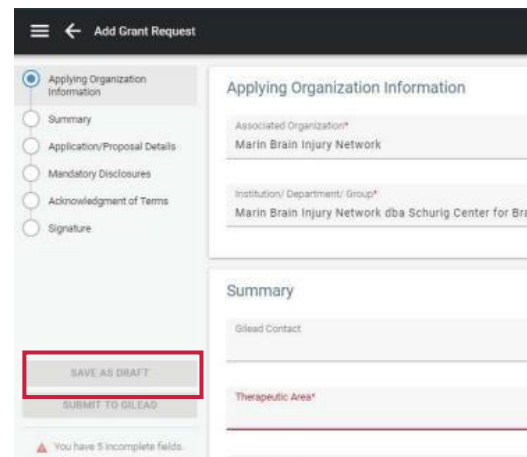 Add Grant Request
Applying Organization
Information
Summary
Application/Proposal Details
Mandatory Disclosures
Acknowledgment of Terms
Signature
SAVE AS DRAFT
SUBMIT TO GILEAD
You have 5 incomplete fields.
Applying Organization Information
Associated Organization*
Marin Brain Injury Network
Institution/ Department/ Group*
Marin Brain Injury Network dba Schurig Center for Bra
Summary
Gilead Contact
Therapeutic Area*